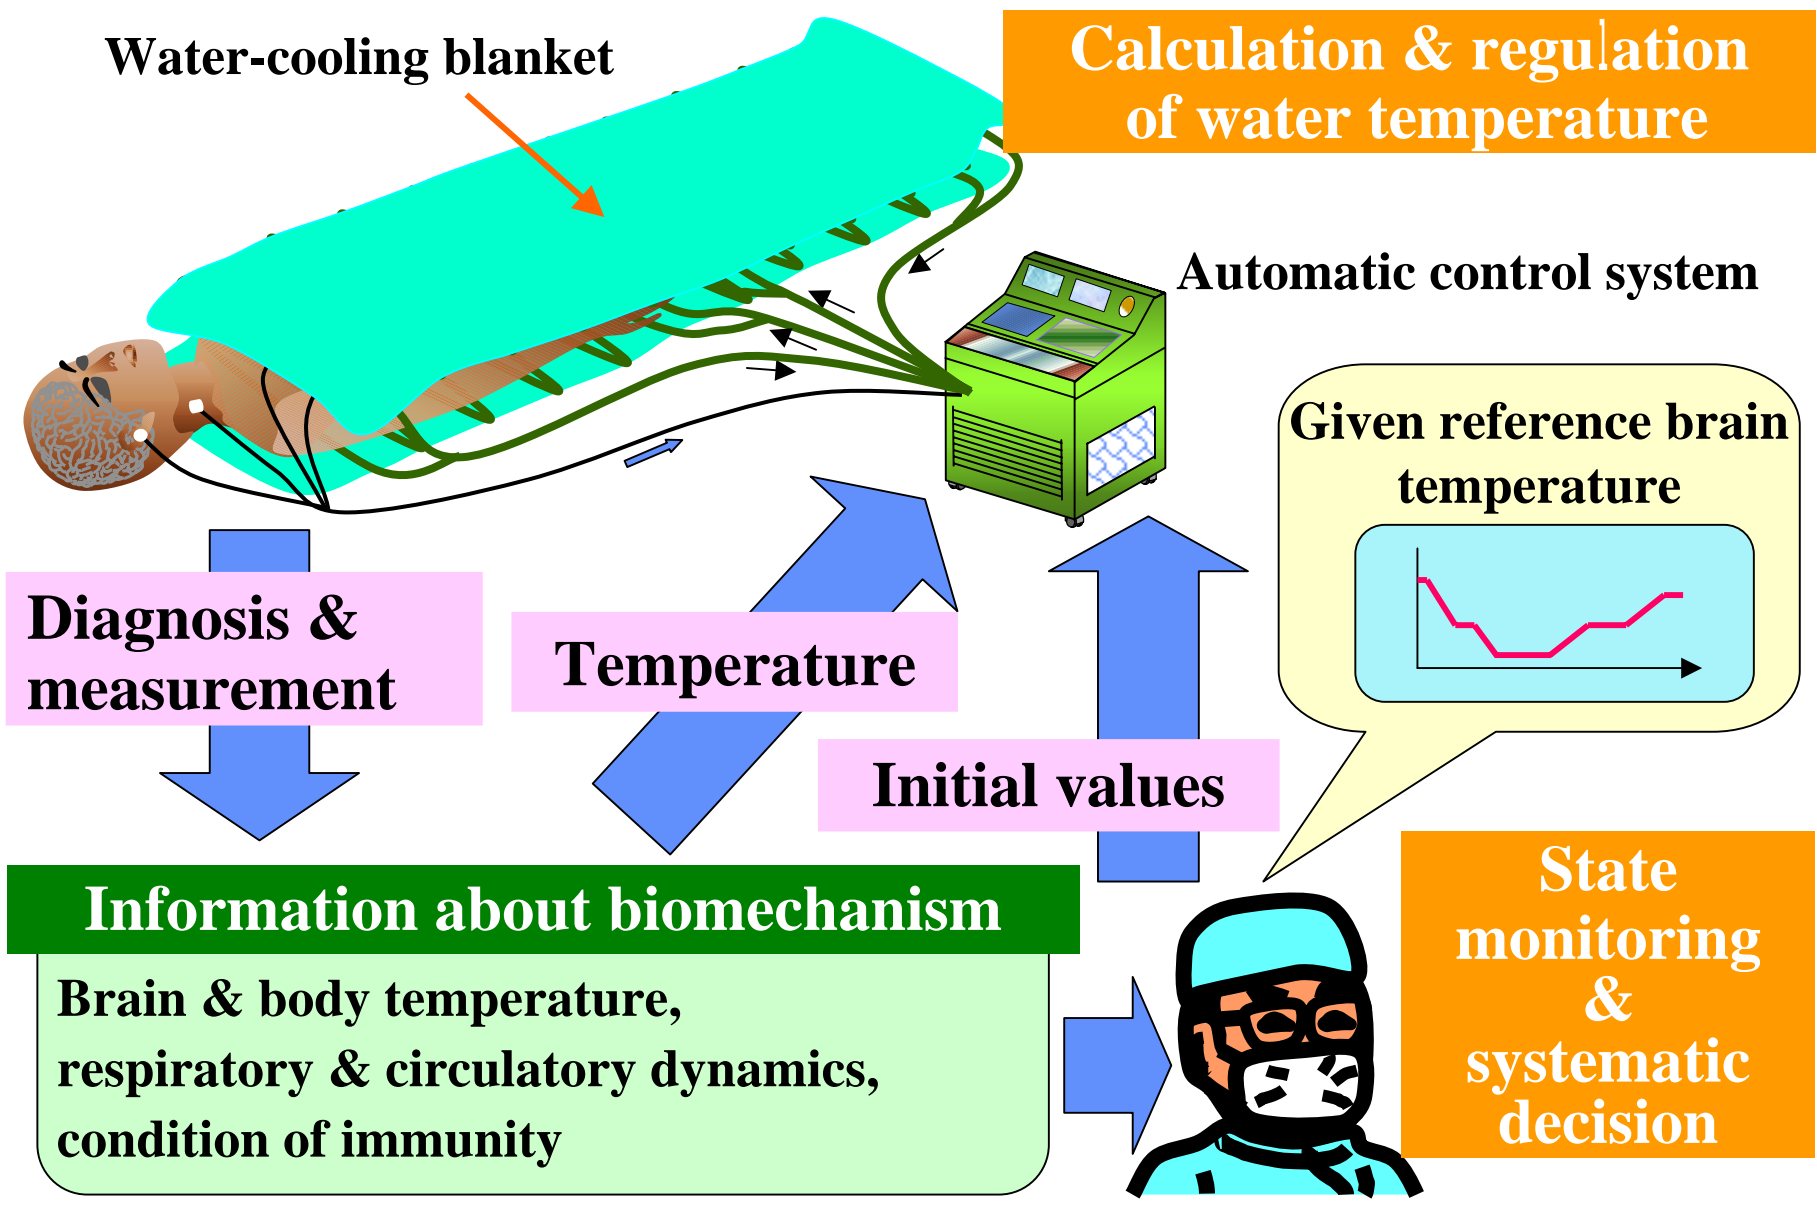 Water-cooling blanket
Calculation & regulation
of water temperature
Automatic control system
Given reference brain
temperature
Diagnosis &
measurement
Temperature
Initial values
Information about biomechanism
Brain & body temperature,
respiratory & circulatory dynamics,
condition of immunity
State
monitoring
&
systematic
decision